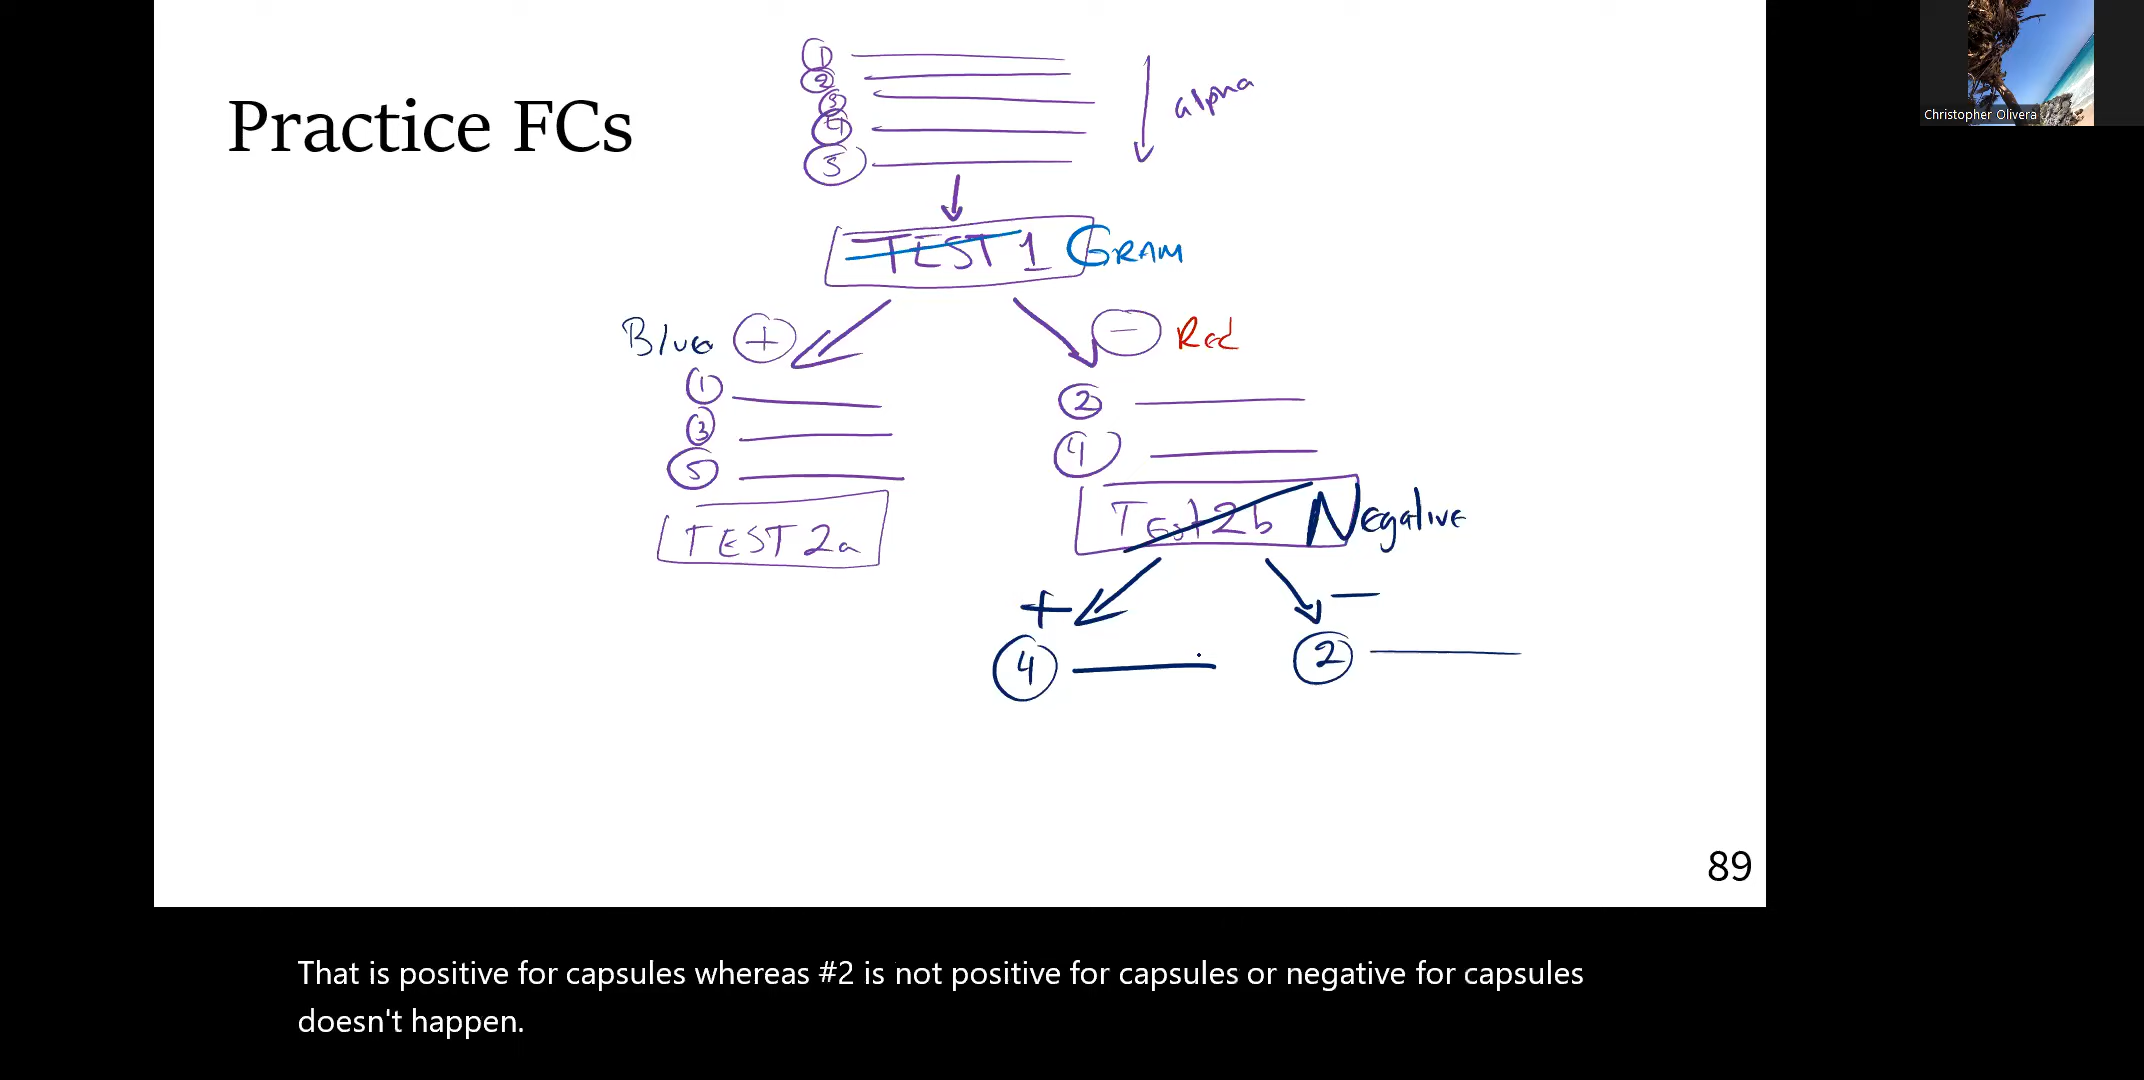 Practice FCs
1
2
3
4
5
alpha
Christopher Olivera
TEST 1 GRAM
Blue + - Red
1
3
5
2
4
TEST 2a
Test 2b Negative
+ -
4 2
89
That is positive for capsules whereas #2 is not positive for capsules or negative for capsules
doesn't happen.